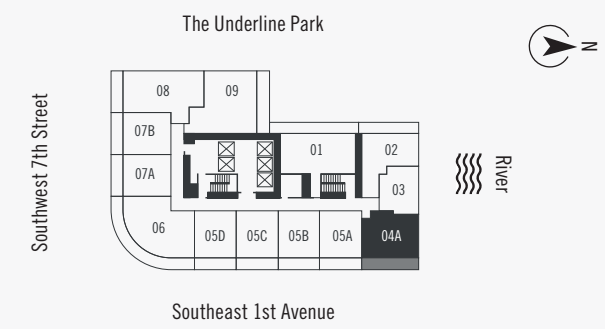 The Underline Park
N
Southwest 7th Street
08
09
07B
01
02
07A
03
River
06
05D
05C
05B
05A
04A
Southeast 1st Avenue